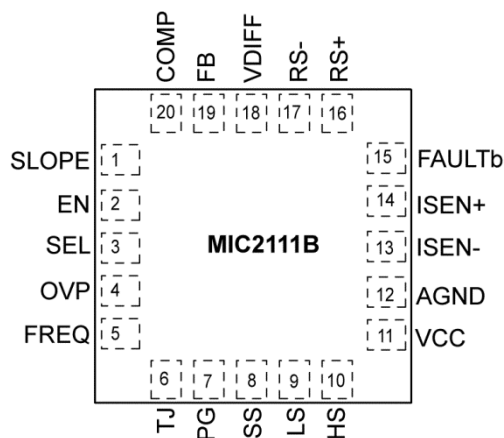 COMP FB VDIFF RS- RS+
20 19 18 17 16
SLOPE 1
EN 2
SEL 3
OVP 4
FREQ 5
MIC2111B
15 FAULTb
14 ISEN+
13 ISEN-
12 AGND
11 VCC
6 7 8 9 10
TJ PG SS LS HS